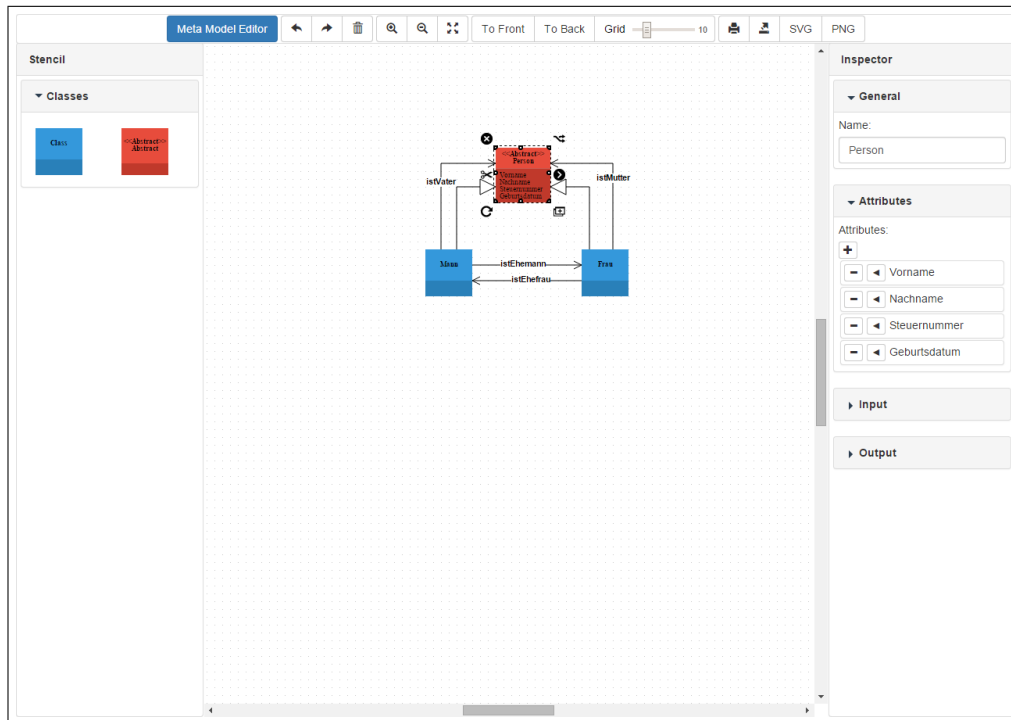 Meta Model Editor To Front To Back Grid 10 SVG PNG
Stencil
Classes
Class
<<Abstract>>
Abstract
<<Abstract>>
Person
Vorname
Nachname
Steuernummer
Geburtsdatum
istVater
istMutter
Mann
istEhemann
Frau
istEhefrau
Inspector
General
Name:
Person
Attributes
Attributes:
Vorname
Nachname
Steuernummer
Geburtsdatum
Input
Output